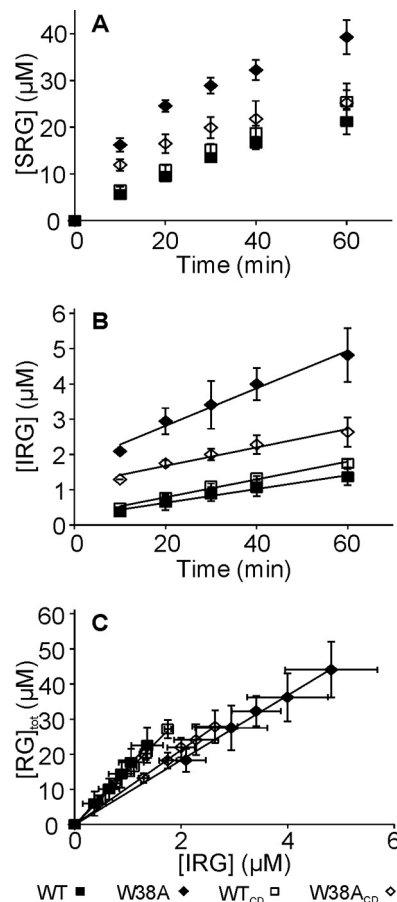 A
[SRG] (µM)
50
40
30
20
10
0
0 20 40 60
Time (min)
B
[IRG] (µM)
6
5
4
3
2
1
0
0 20 40 60
Time (min)
C
[RG]tot (µM)
60
50
40
30
20
10
0
0 2 4 6
[IRG] (µM)
WT ■ W38A ◆ WTCD □ W38ACD ◇